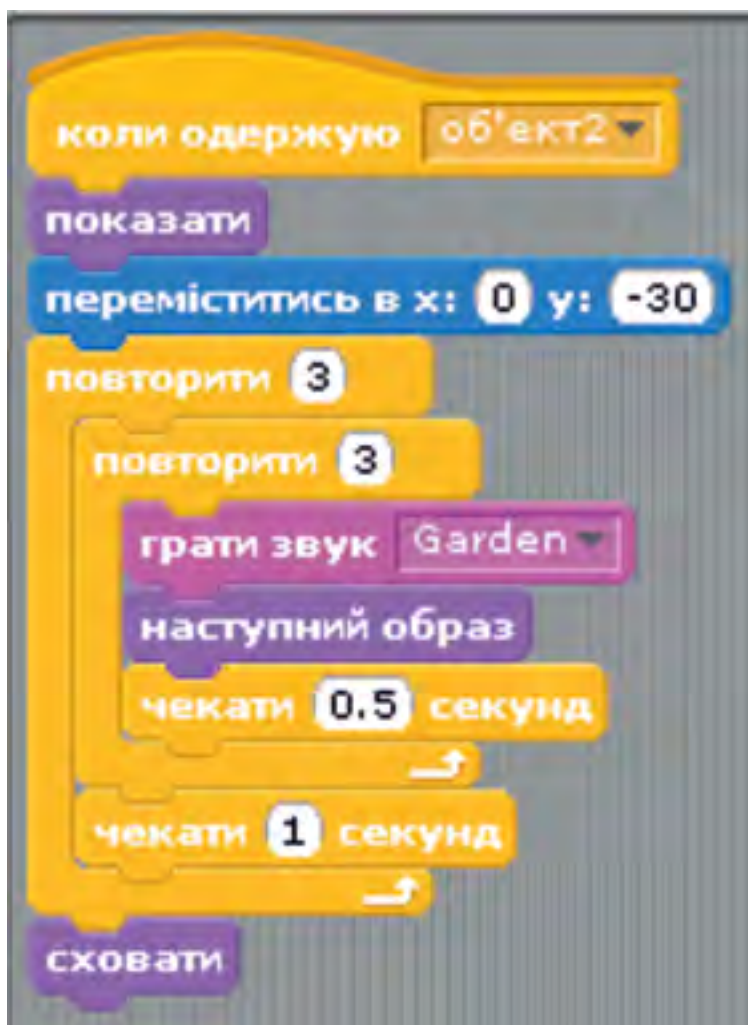 коли одержую об'ект2
показати
переміститись в x: 0 y: -30
повторити 3
повторити 3
грати звук Garden
наступний образ
чекати 0.5 секунд
чекати 1 секунд
сховати